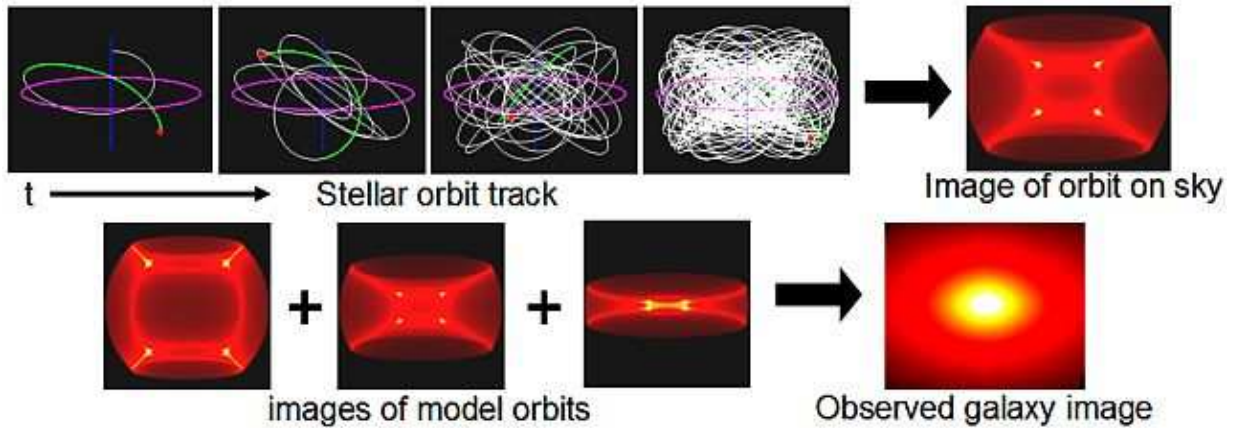 t
Stellar orbit track
Image of orbit on sky
+
+
images of model orbits
Observed galaxy image